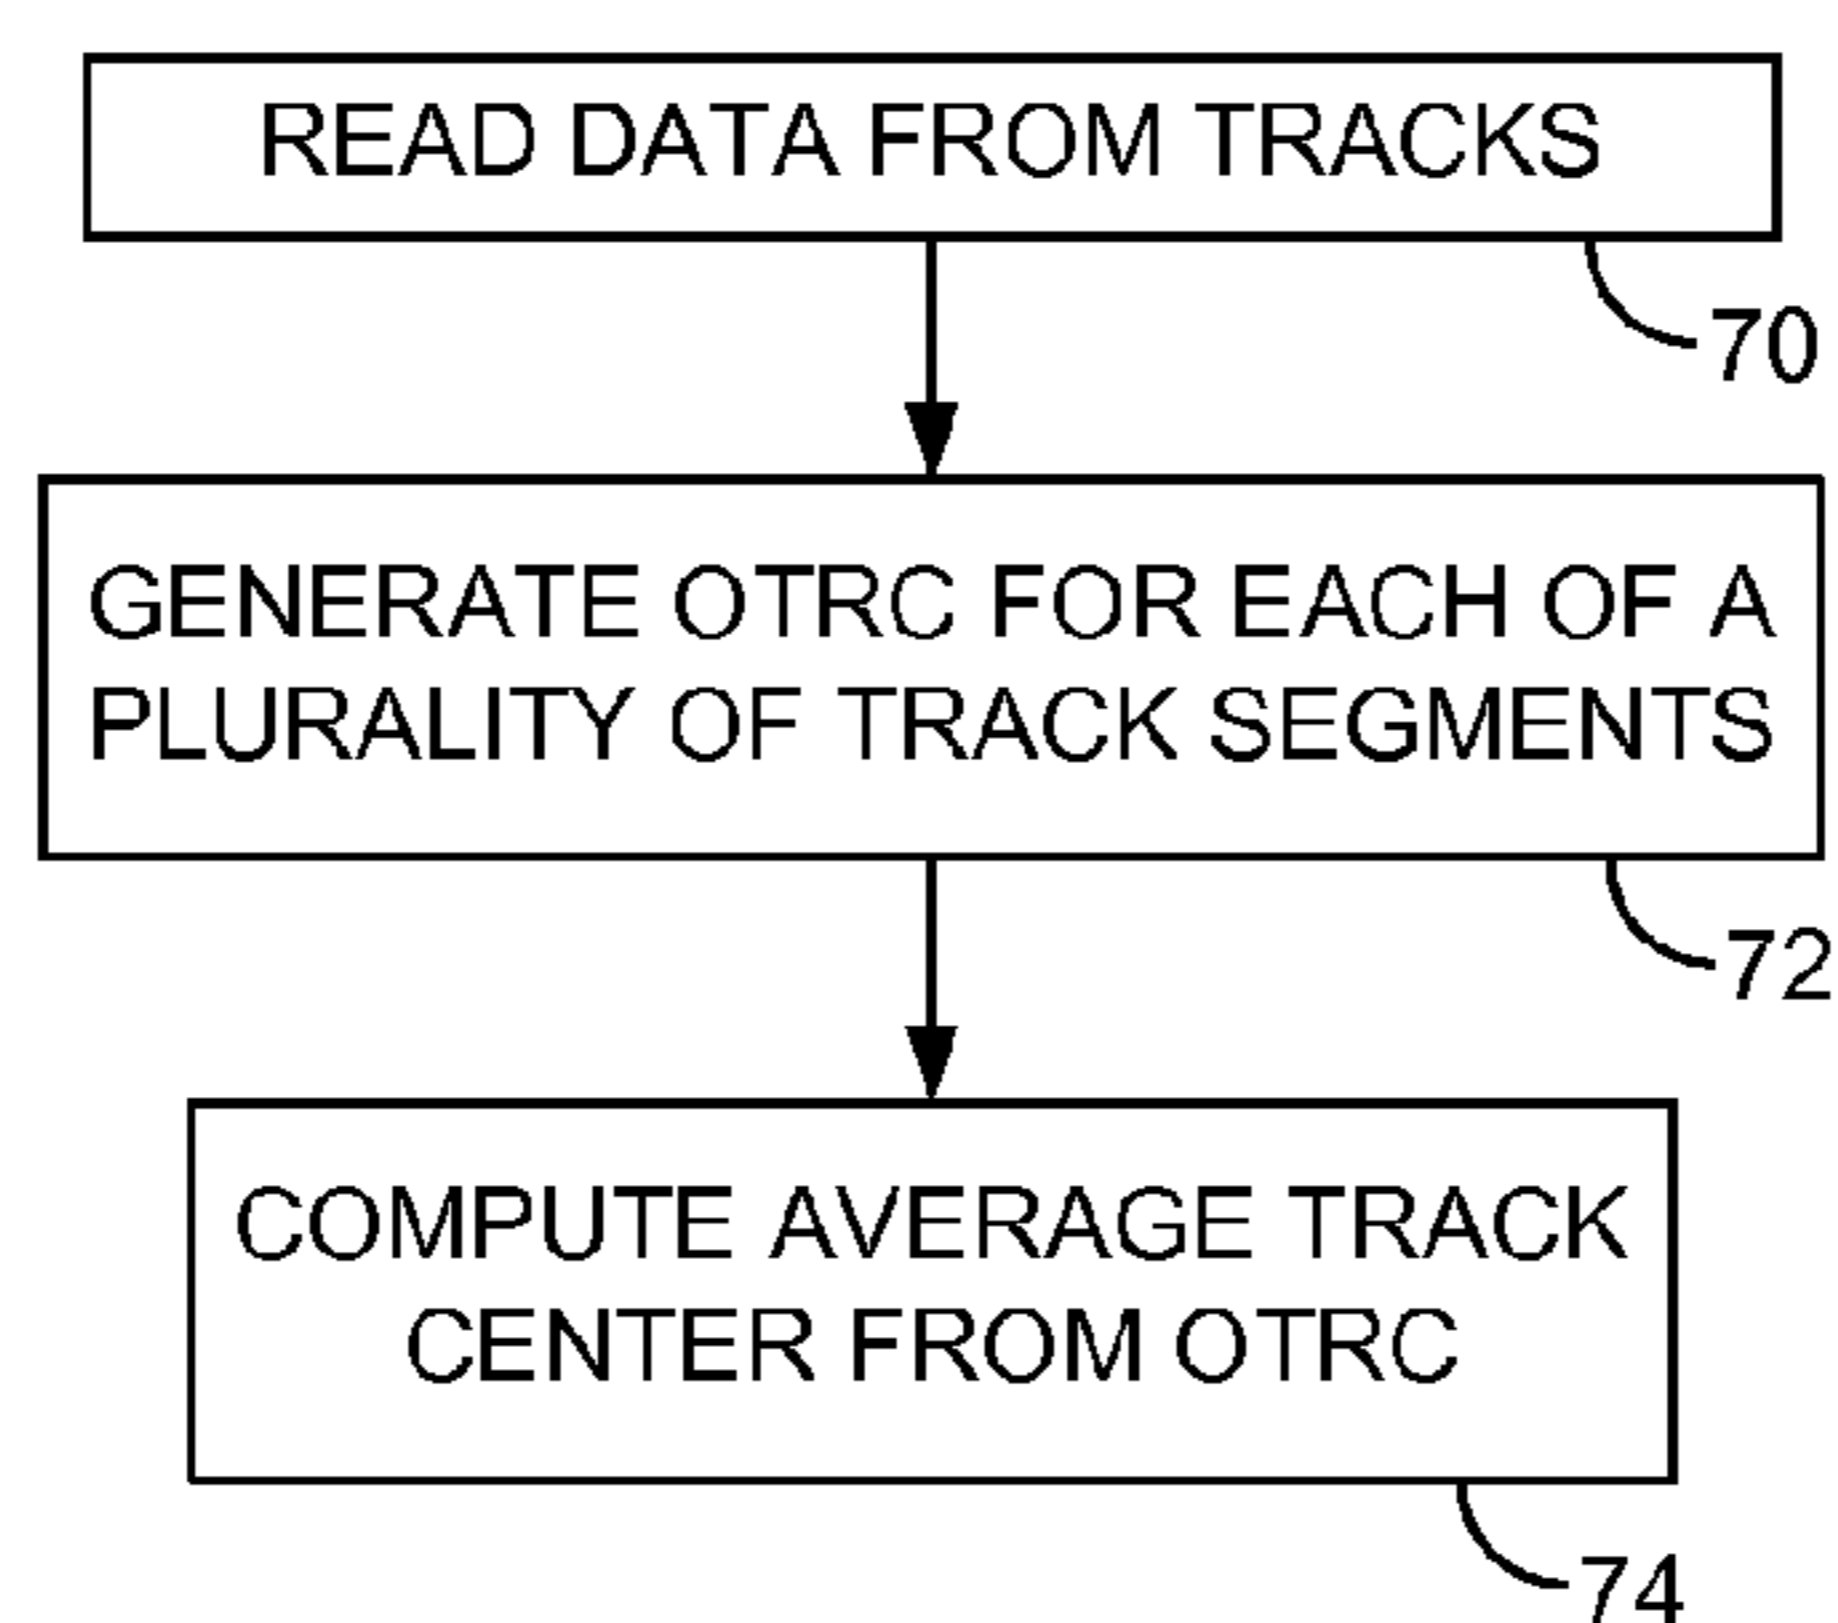 READ DATA FROM TRACKS
70
GENERATE OTRC FOR EACH OF A
PLURALITY OF TRACK SEGMENTS
72
COMPUTE AVERAGE TRACK
CENTER FROM OTRC
74